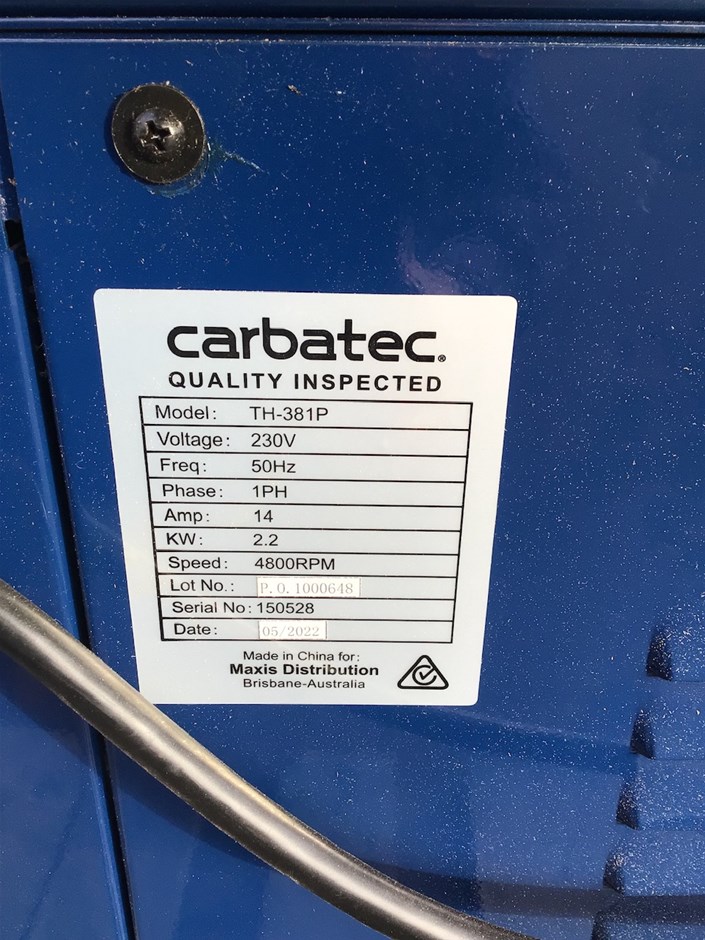 carbatec.
QUALITY INSPECTED
Model: TH-381P
Voltage: 230V
Freq: 50Hz
Phase: 1PH
Amp: 14
KW: 2.2
Speed: 4800RPM
Lot No.: P.O.1000648
Serial No: 150528
Date: 05/2022
Made in China for:
Maxis Distribution
Brisbane-Australia